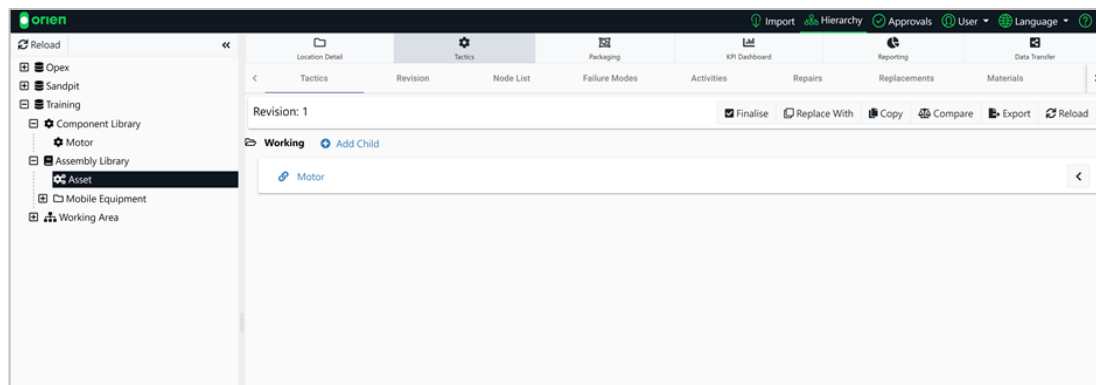 orien
Import Hierarchy Approvals User Language
Reload
Opex
Sandpit
Training
Component Library
Motor
Assembly Library
Asset
Mobile Equipment
Working Area
Location Detail Tactics Packaging KPI Dashboard Reporting Data Transfer
Tactics Revision Node List Failure Modes Activities Repairs Replacements Materials
Revision: 1 Finalise Replace With Copy Compare Export Reload
Working Add Child
Motor